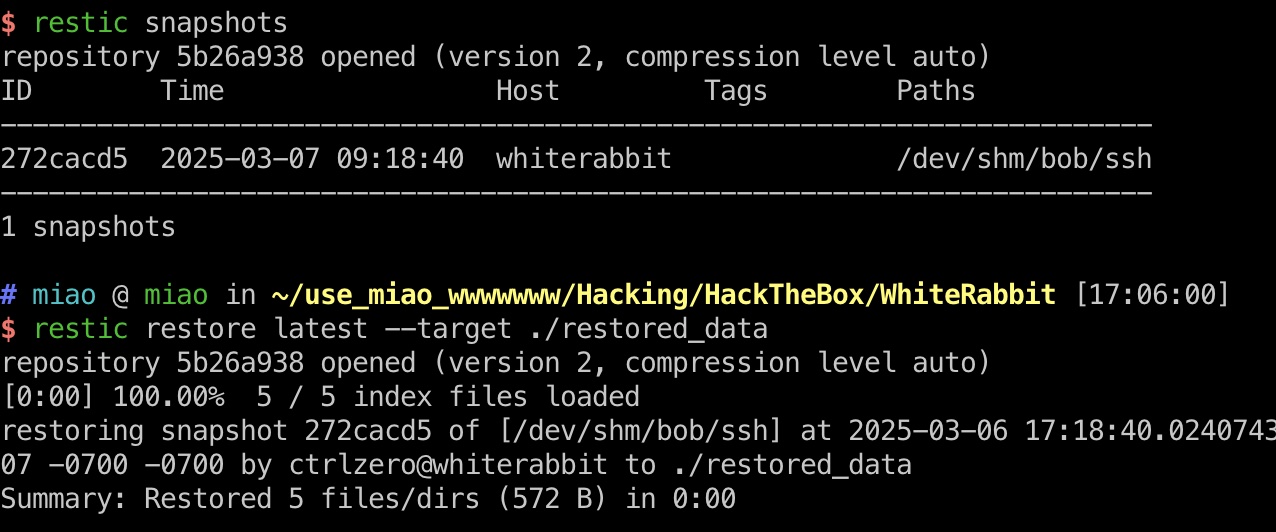 $ restic snapshots
repository 5b26a938 opened (version 2, compression level auto)
ID        Time                 Host         Tags        Paths
------------------------------------------------------------------------
272cacd5  2025-03-07 09:18:40  whiterabbit              /dev/shm/bob/ssh
------------------------------------------------------------------------
1 snapshots

# miao @ miao in ~/use_miao_wwwwwww/Hacking/HackTheBox/WhiteRabbit [17:06:00]
$ restic restore latest --target ./restored_data
repository 5b26a938 opened (version 2, compression level auto)
[0:00] 100.00%  5 / 5 index files loaded
restoring snapshot 272cacd5 of [/dev/shm/bob/ssh] at 2025-03-06 17:18:40.0240743
07 -0700 -0700 by ctrlzero@whiterabbit to ./restored_data
Summary: Restored 5 files/dirs (572 B) in 0:00